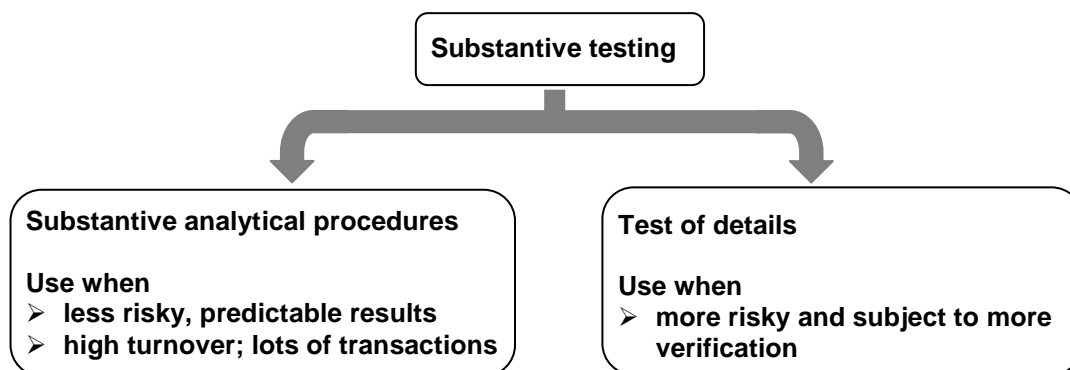 Substantive testing
Substantive analytical procedures
Use when
➢ less risky, predictable results
➢ high turnover; lots of transactions
Test of details
Use when
➢ more risky and subject to more
verification